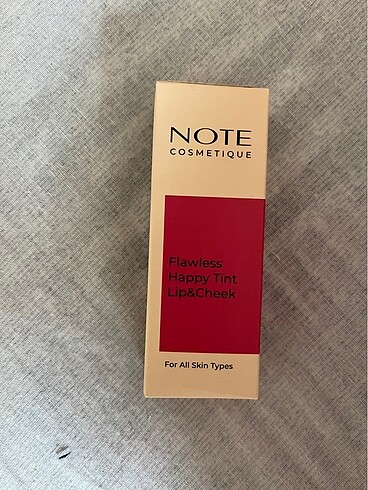 NOTE
COSMETIQUE
Flawless
Happy Tint
Lip&Cheek
For All Skin Types